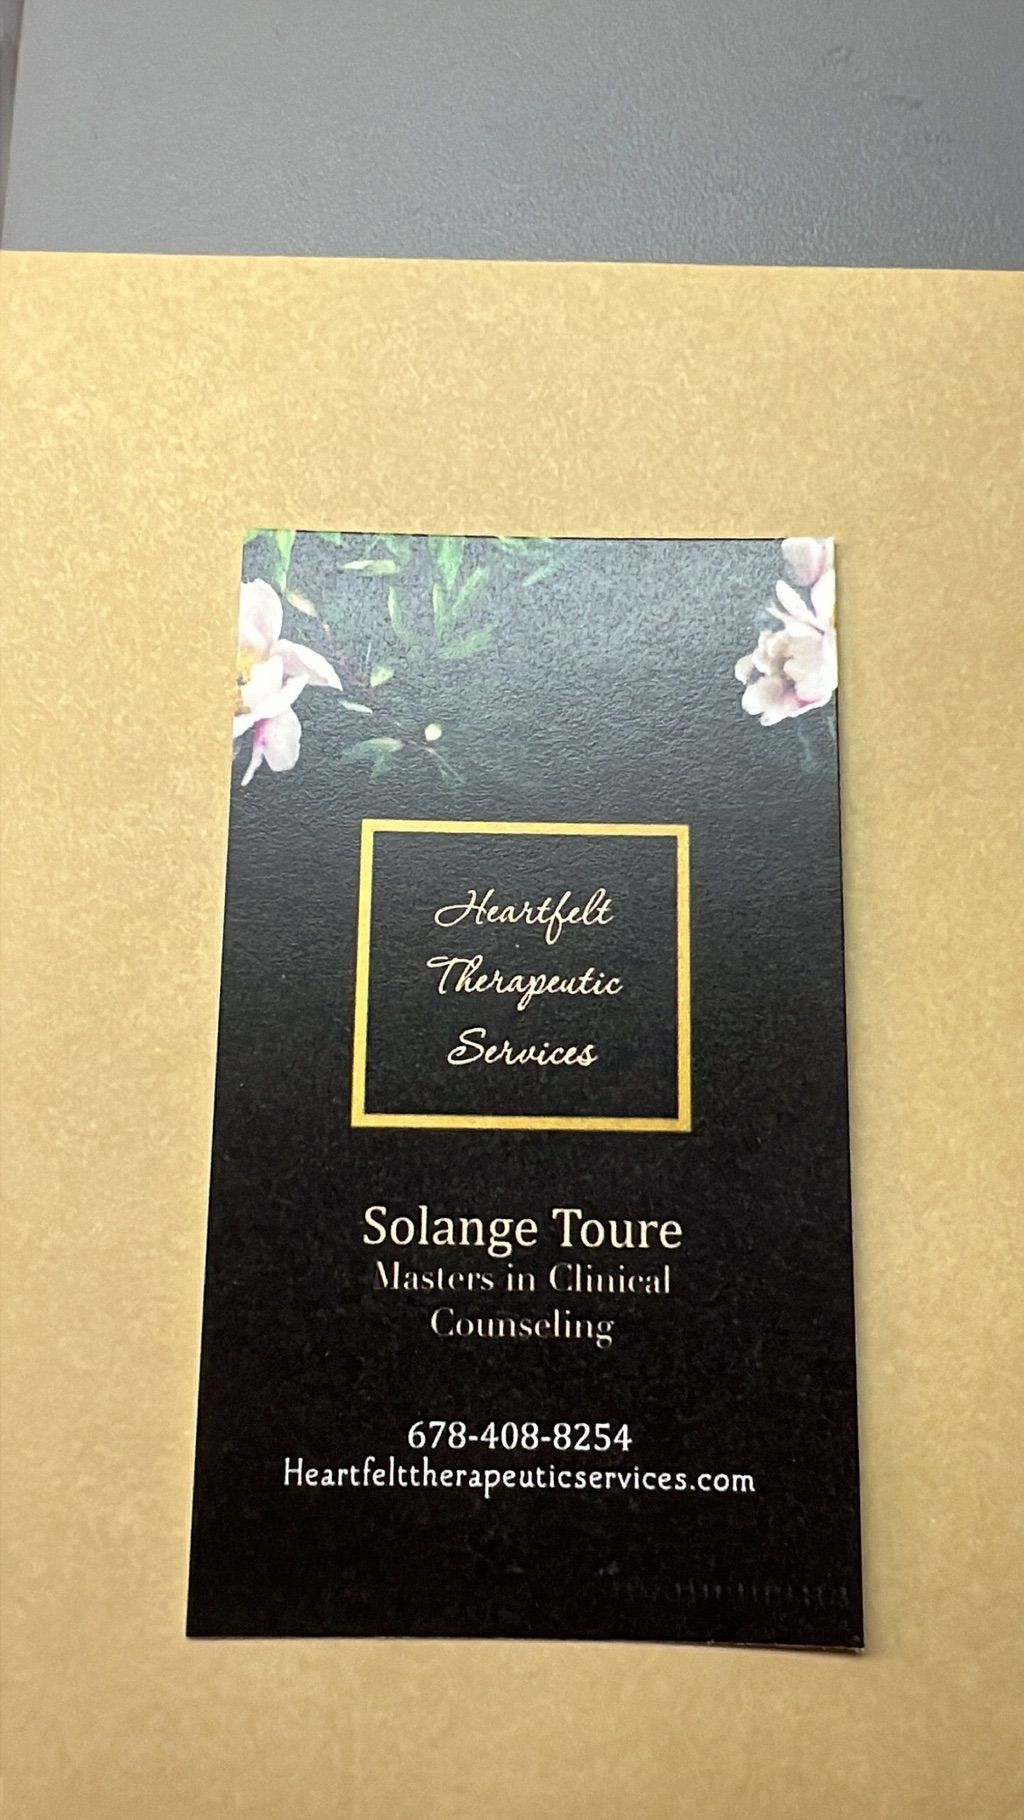 Heartfelt
Therapeutic
Services
Solange Toure
Masters in Clinical
Counseling
678-408-8254
Heartfelttherapeuticservices.com